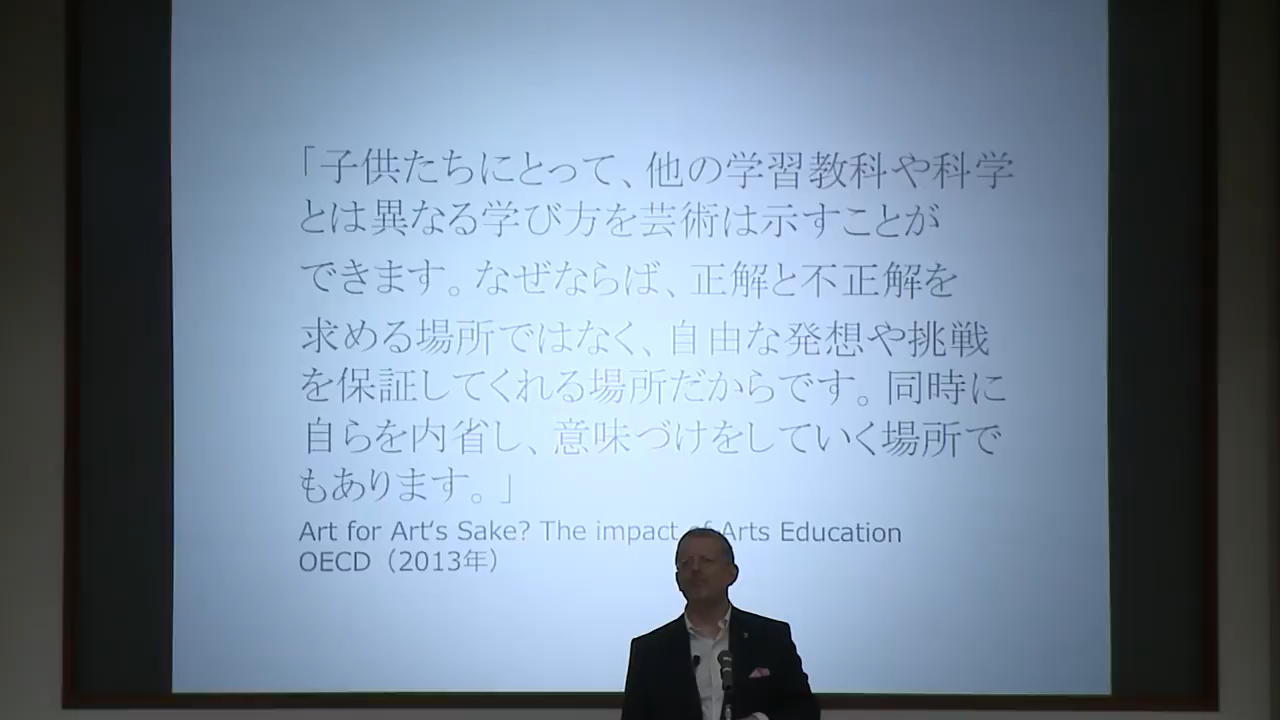 「子供たちにとって、他の学習教科や科学
とは異なる学び方を芸術は示すことが
できます。なぜならば、正解と不正解を
求める場所ではなく、自由な発想や挑戦
を保証してくれる場所だからです。同時に
自らを内省し、意味づけをしていく場所で
もあります。」
Art for Art‘s Sake? The impact of Arts Education
OECD（2013年）